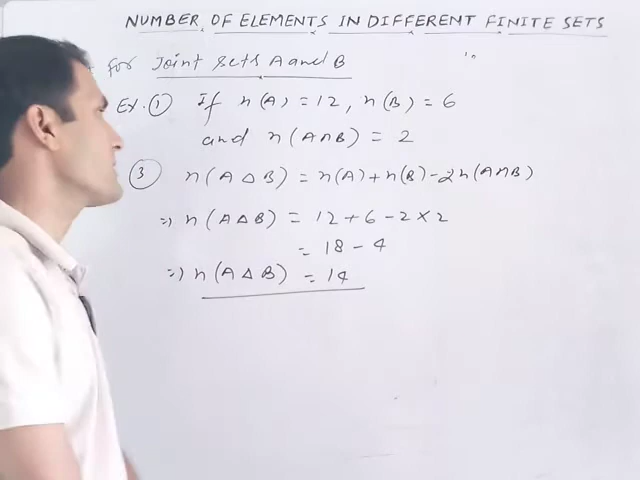 NUMBER OF ELEMENTS IN DIFFERENT FINITE SETS
for Joint Sets A and B
Ex. ① If n(A) = 12, n(B) = 6
and n(A∩B) = 2
③ n(A Δ B) = n(A) + n(B) - 2n(A∩B)
=> n(A Δ B) = 12 + 6 - 2 × 2
= 18 - 4
=> n(A Δ B) = 14